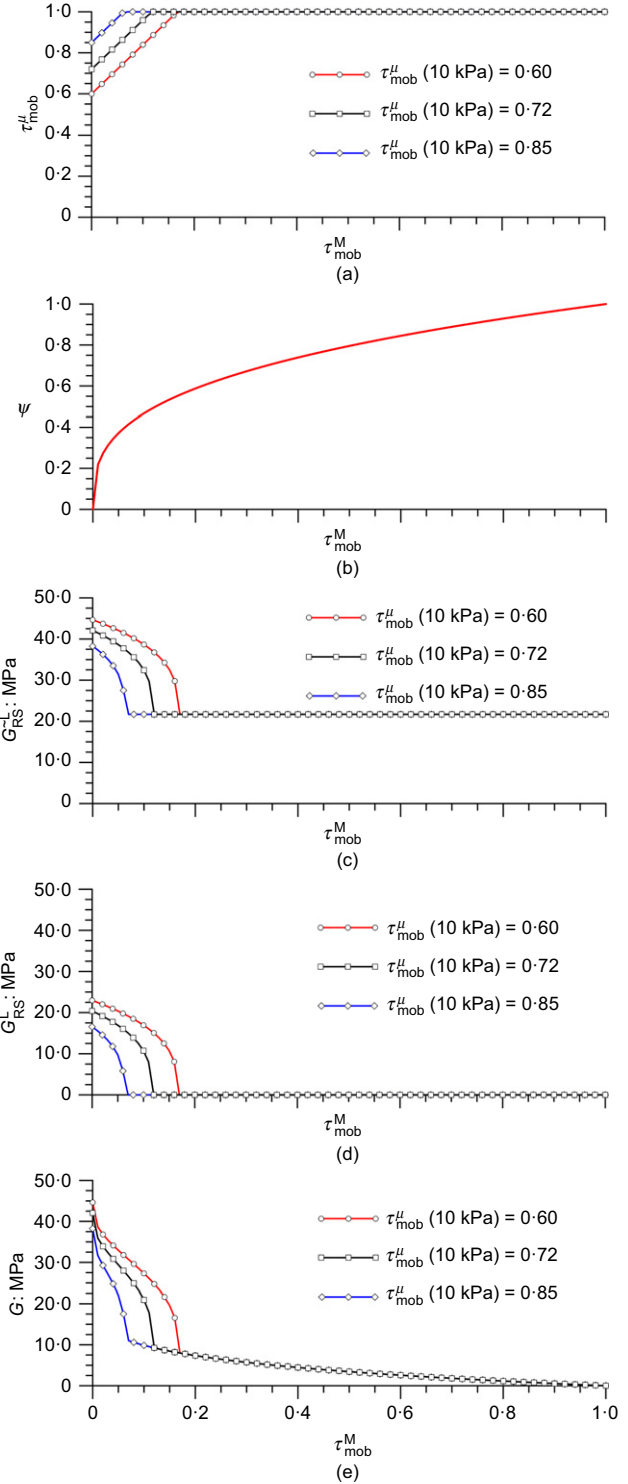 1·0
0·8
0·6
0·4
0·2
0
τ^μ_mob
τ^μ_mob (10 kPa) = 0·60
τ^μ_mob (10 kPa) = 0·72
τ^μ_mob (10 kPa) = 0·85
τ^M_mob
(a)
1·0
0·8
0·6
0·4
0·2
0
ψ
τ^M_mob
(b)
50·0
40·0
30·0
20·0
10·0
0
G^~L_RS: MPa
τ^μ_mob (10 kPa) = 0·60
τ^μ_mob (10 kPa) = 0·72
τ^μ_mob (10 kPa) = 0·85
τ^M_mob
(c)
50·0
40·0
30·0
20·0
10·0
0
G^L_RS: MPa
τ^μ_mob (10 kPa) = 0·60
τ^μ_mob (10 kPa) = 0·72
τ^μ_mob (10 kPa) = 0·85
τ^M_mob
(d)
50·0
40·0
30·0
20·0
10·0
0
G: MPa
τ^μ_mob (10 kPa) = 0·60
τ^μ_mob (10 kPa) = 0·72
τ^μ_mob (10 kPa) = 0·85
0 0·2 0·4 0·6 0·8 1·0
τ^M_mob
(e)